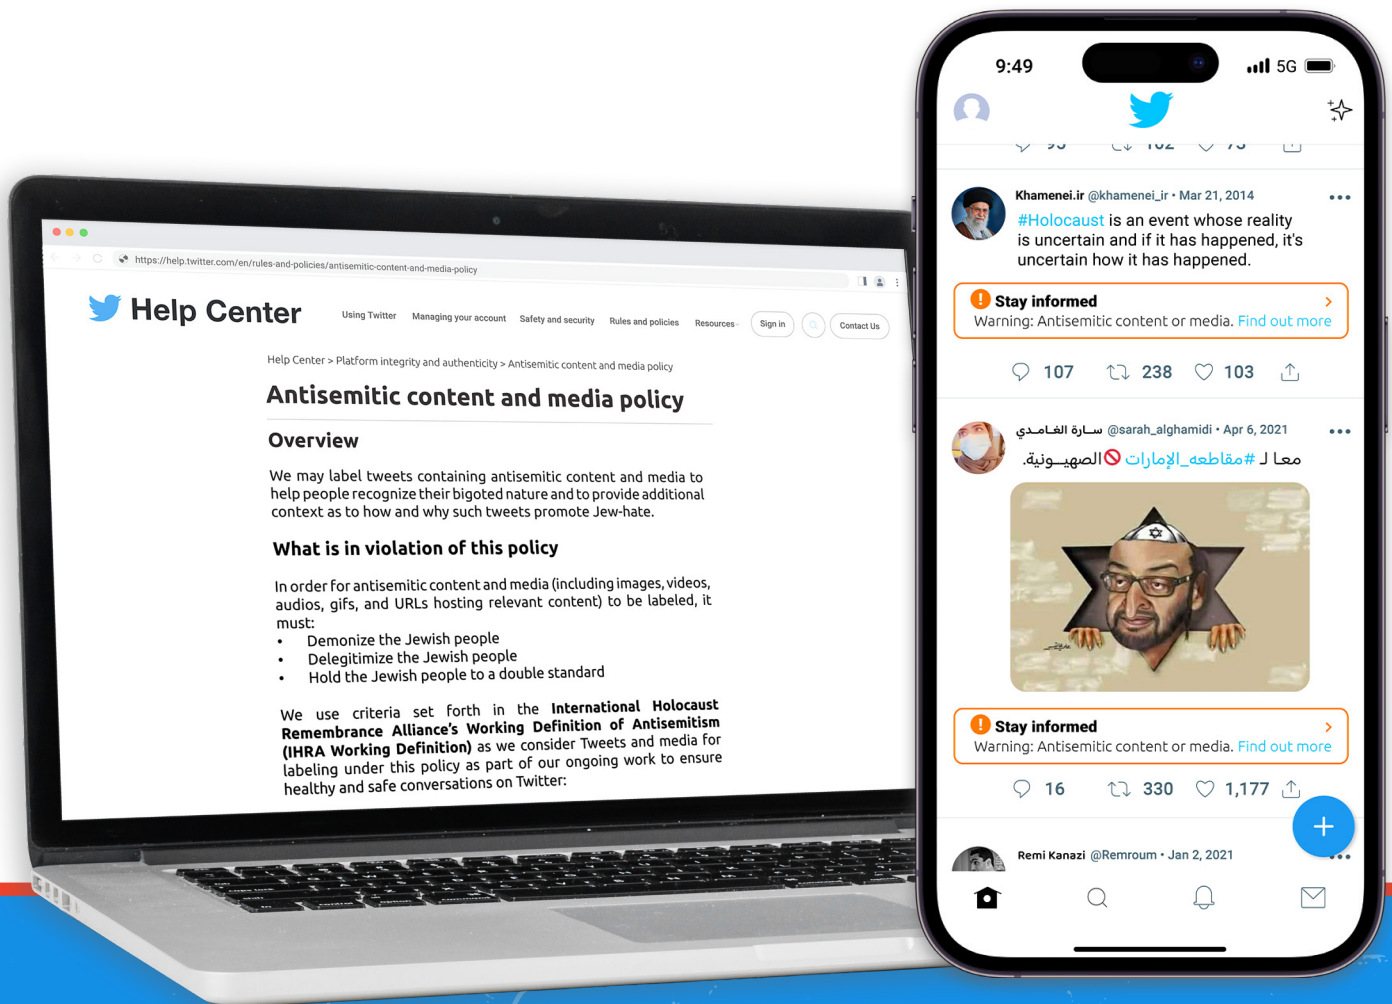 https://help.twitter.com/en/rules-and-policies/antisemitic-content-and-media-policy
Help Center
Using Twitter
Managing your account
Safety and security
Rules and policies
Resources
Sign in
Contact Us
Help Center > Platform integrity and authenticity > Antisemitic content and media policy
Antisemitic content and media policy
Overview
We may label tweets containing antisemitic content and media to
help people recognize their bigoted nature and to provide additional
context as to how and why such tweets promote Jew-hate.
What is in violation of this policy
In order for antisemitic content and media (including images, videos,
audios, gifs, and URLs hosting relevant content) to be labeled, it
must:
• Demonize the Jewish people
• Delegitimize the Jewish people
• Hold the Jewish people to a double standard
We use criteria set forth in the International Holocaust
Remembrance Alliance's Working Definition of Antisemitism
(IHRA Working Definition) as we consider Tweets and media for
labeling under this policy as part of our ongoing work to ensure
healthy and safe conversations on Twitter:
9:49
5G
Khamenei.ir @khamenei_ir • Mar 21, 2014
#Holocaust is an event whose reality
is uncertain and if it has happened, it's
uncertain how it has happened.
Stay informed
Warning: Antisemitic content or media. Find out more
107 238 103
سـارة الغـامـدي @sarah_alghamidi • Apr 6, 2021
معـا لـ #مقاطعه_الإمارات 🚫الصهيــونية.
Stay informed
Warning: Antisemitic content or media. Find out more
16 330 1,177
Remi Kanazi @Remroum • Jan 2, 2021